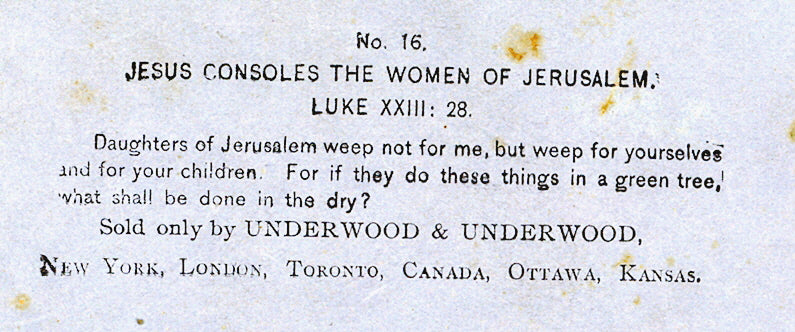 No. 16.
JESUS CONSOLES THE WOMEN OF JERUSALEM.
LUKE XXIII: 28.
Daughters of Jerusalem weep not for me, but weep for yourselves
and for your children. For if they do these things in a green tree,
what shall be done in the dry?
Sold only by UNDERWOOD & UNDERWOOD,
NEW YORK, LONDON, TORONTO, CANADA, OTTAWA, KANSAS.